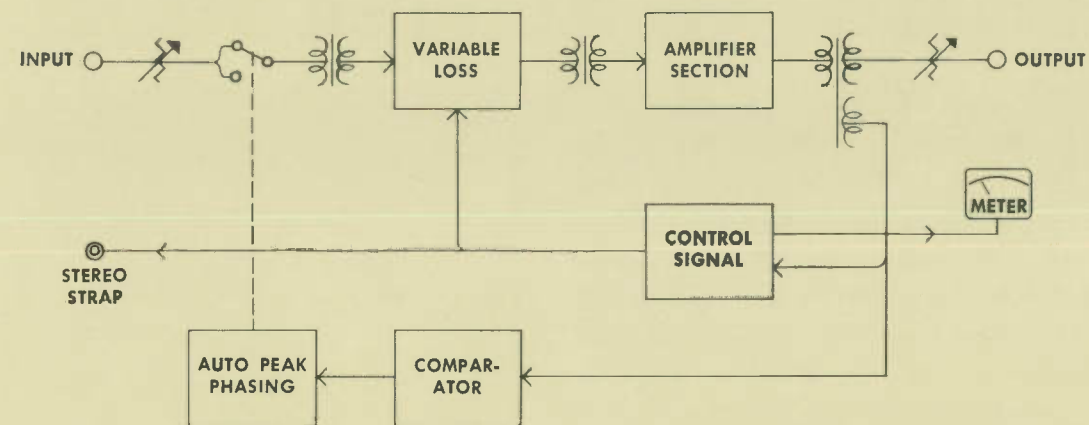 INPUT
VARIABLE
LOSS
AMPLIFIER
SECTION
OUTPUT
METER
CONTROL
SIGNAL
STEREO
STRAP
AUTO PEAK
PHASING
COMPAR-
ATOR